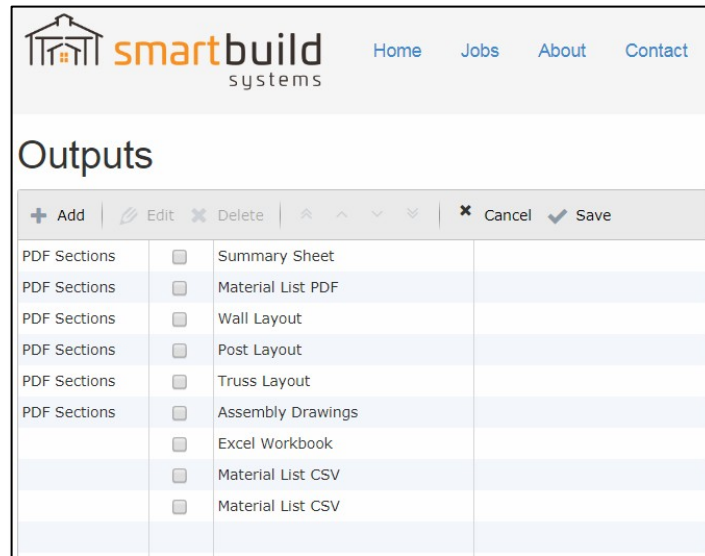 smartbuild
systems
Home Jobs About Contact
Outputs
Add Edit Delete Cancel Save
PDF Sections Summary Sheet
PDF Sections Material List PDF
PDF Sections Wall Layout
PDF Sections Post Layout
PDF Sections Truss Layout
PDF Sections Assembly Drawings
Excel Workbook
Material List CSV
Material List CSV